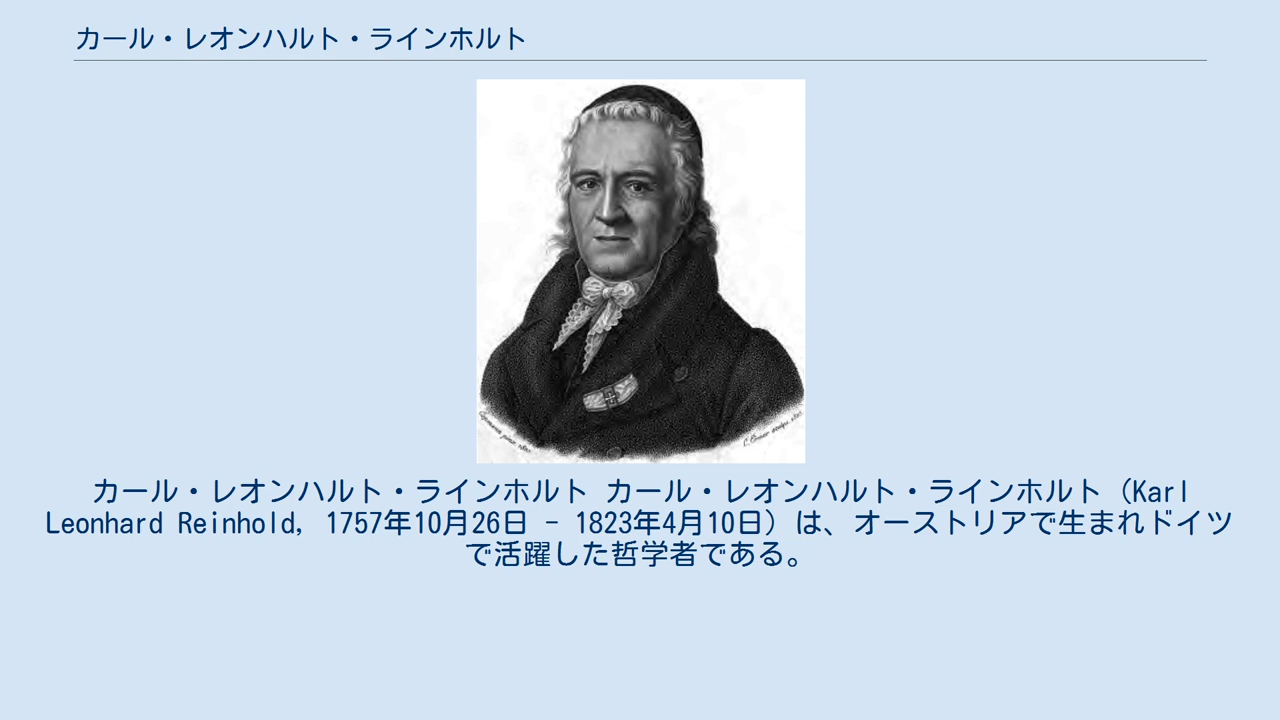 カール・レオンハルト・ラインホルト
カール・レオンハルト・ラインホルト カール・レオンハルト・ラインホルト（Karl
Leonhard Reinhold, 1757年10月26日 - 1823年4月10日）は、オーストリアで生まれドイツ
で活躍した哲学者である。